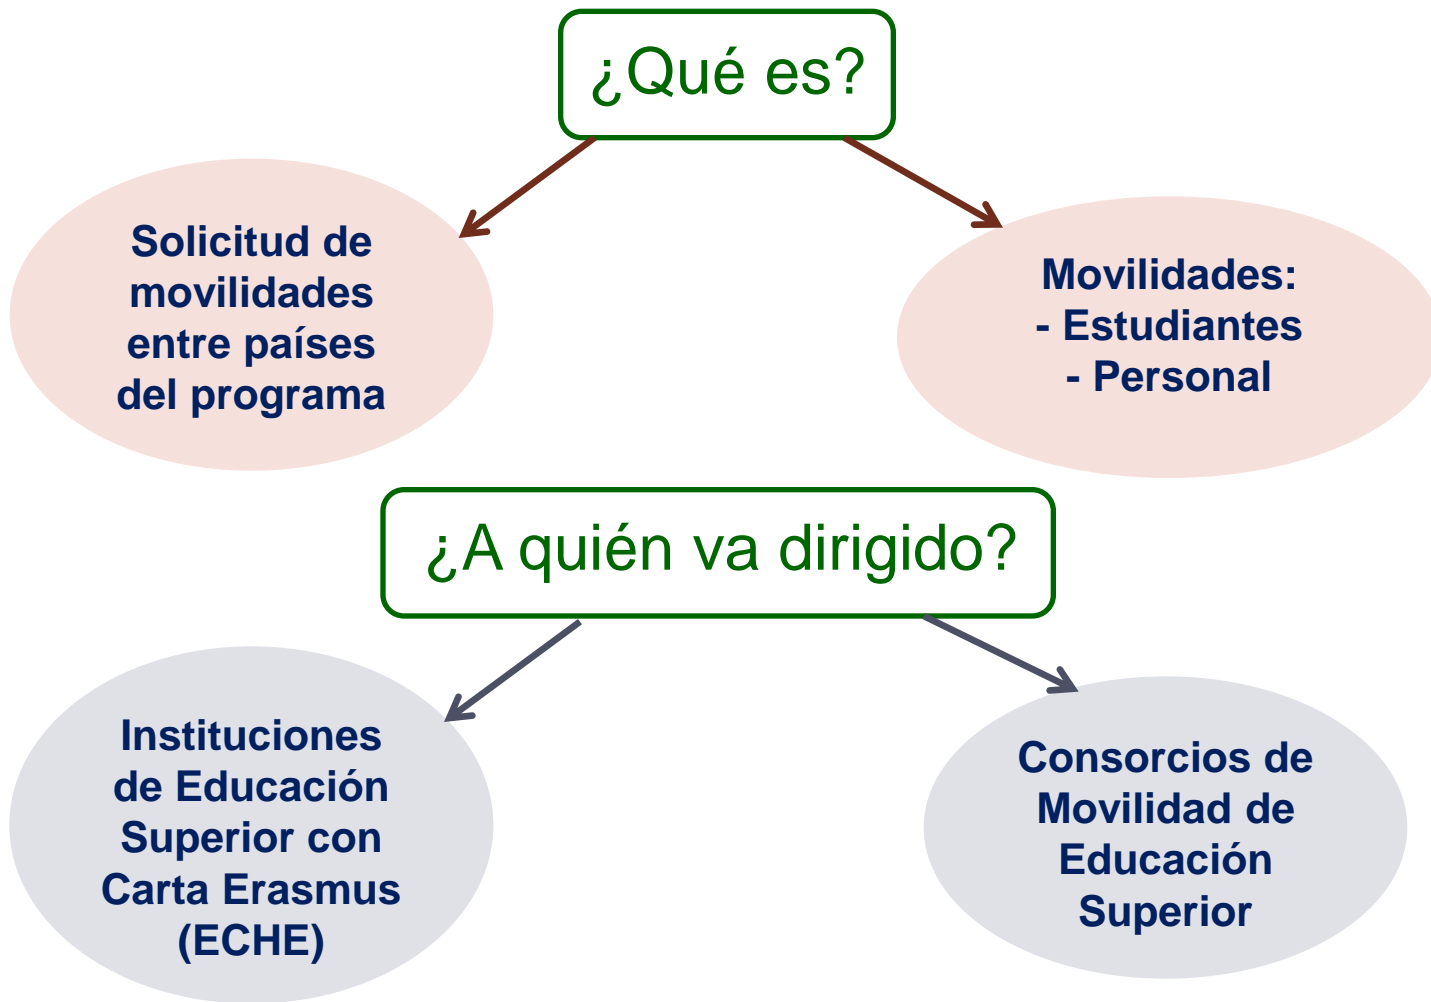 ¿Qué es?
Solicitud de
movilidades
entre países
del programa
Movilidades:
- Estudiantes
- Personal
¿A quién va dirigido?
Instituciones
de Educación
Superior con
Carta Erasmus
(ECHE)
Consorcios de
Movilidad de
Educación
Superior